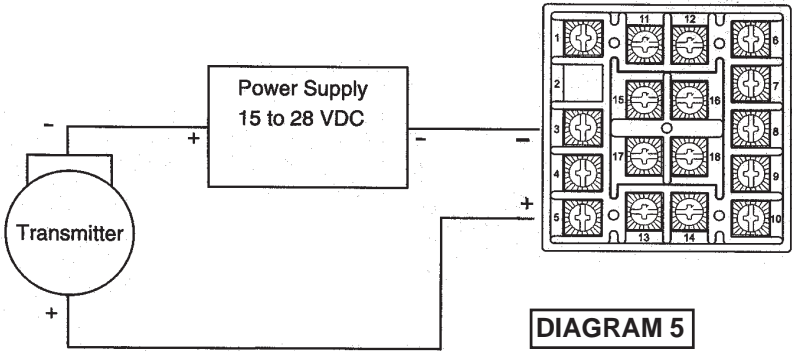 11 12
1 6
Power Supply
15 to 28 VDC
2 7
15 16
- + - -
3 8
17 18
4 9
Transmitter
+
5 10
13 14
+
DIAGRAM 5